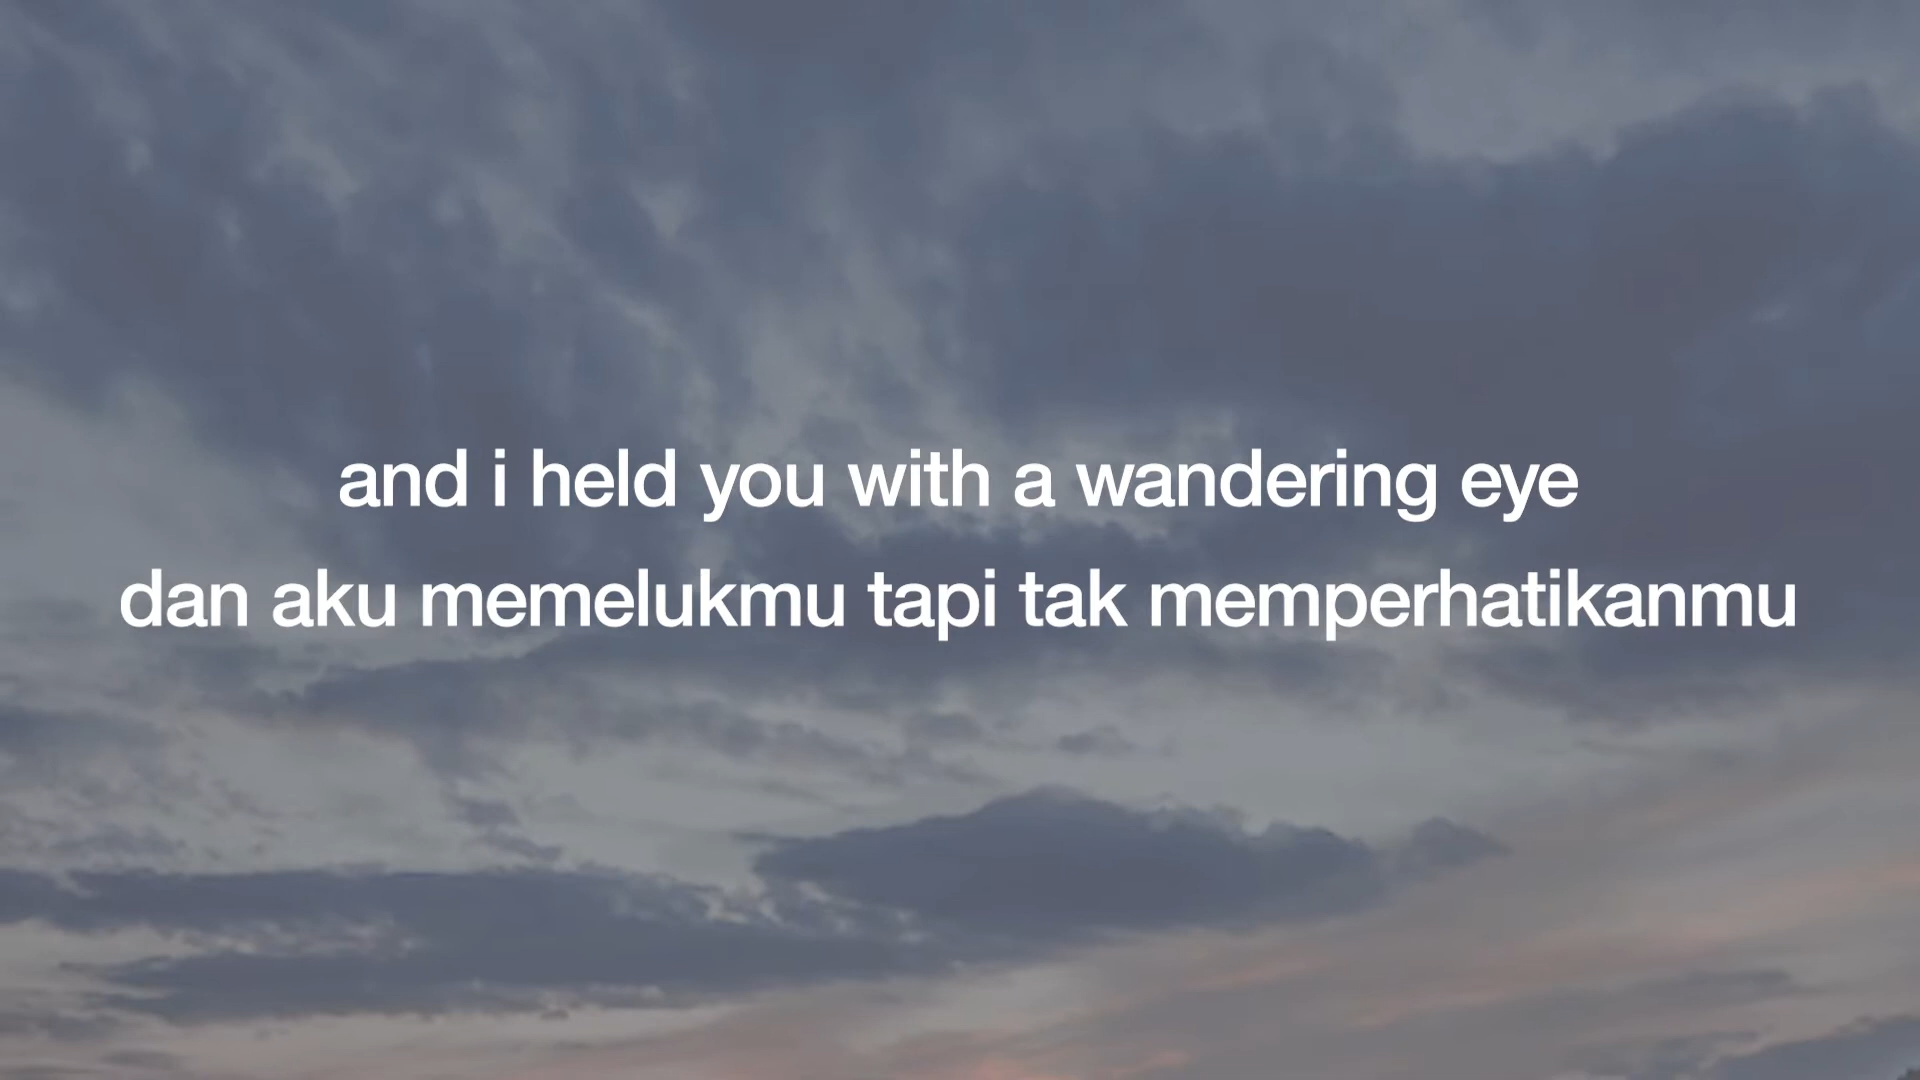 and i held you with a wandering eye
dan aku memelukmu tapi tak memperhatikanmu